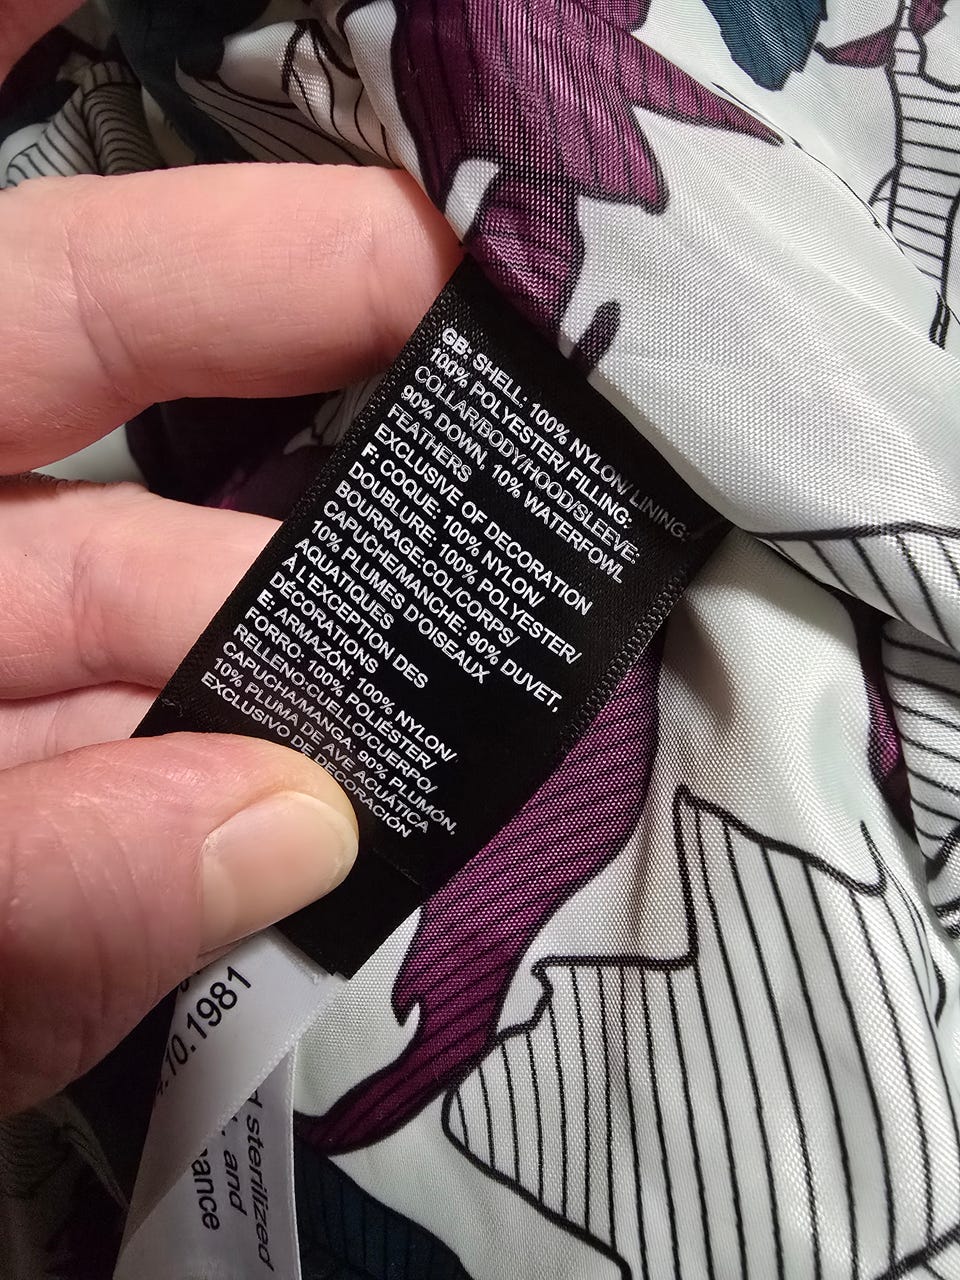 GB: SHELL: 100% NYLON/ LINING:
100% POLYESTER/ FILLING:
COLLAR/BODY/HOOD/SLEEVE:
90% DOWN, 10% WATERFOWL
FEATHERS
EXCLUSIVE OF DECORATION
F: COQUE: 100% NYLON/
DOUBLURE: 100% POLYESTER/
BOURRAGE:COL/CORPS/
CAPUCHE/MANCHE: 90% DUVET,
10% PLUMES D'OISEAUX
AQUATIQUES
À L'EXCEPTION DES
DÉCORATIONS
E: ARMAZÓN: 100% NYLON/
FORRO: 100% POLIÉSTER/
RELLENO:CUELLO/CUERPO/
CAPUCHA/MANGA: 90% PLUMÓN,
10% PLUMA DE AVE ACUÁTICA
EXCLUSIVO DE DECORACIÓN
.10.1981
sterilized
and